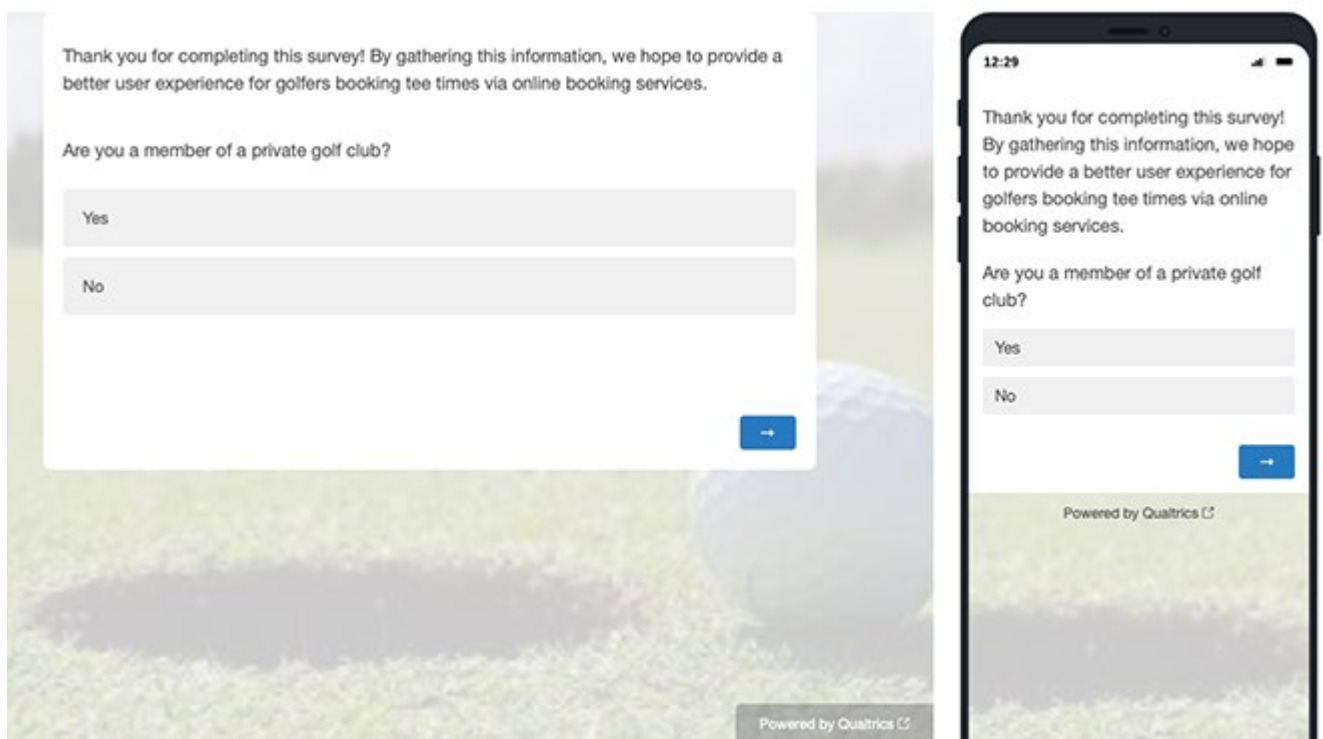 Thank you for completing this survey! By gathering this information, we hope to provide a
better user experience for golfers booking tee times via online booking services.
Are you a member of a private golf club?
Yes
No
→
Powered by Qualtrics
12:29
Thank you for completing this survey!
By gathering this information, we hope
to provide a better user experience for
golfers booking tee times via online
booking services.
Are you a member of a private golf
club?
Yes
No
→
Powered by Qualtrics